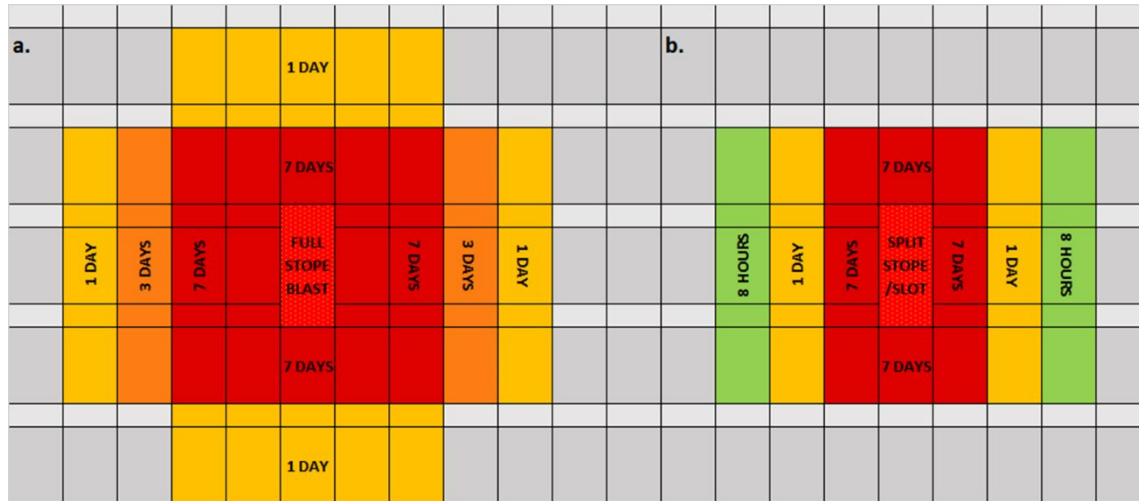 a.
1 DAY
7 DAYS
1 DAY
3 DAYS
7 DAYS
FULL
STOPE
BLAST
7 DAYS
3 DAYS
1 DAY
7 DAYS
1 DAY
b.
7 DAYS
8 HOURS
1 DAY
7 DAYS
SPLIT
STOPE
/SLOT
7 DAYS
1 DAY
8 HOURS
7 DAYS